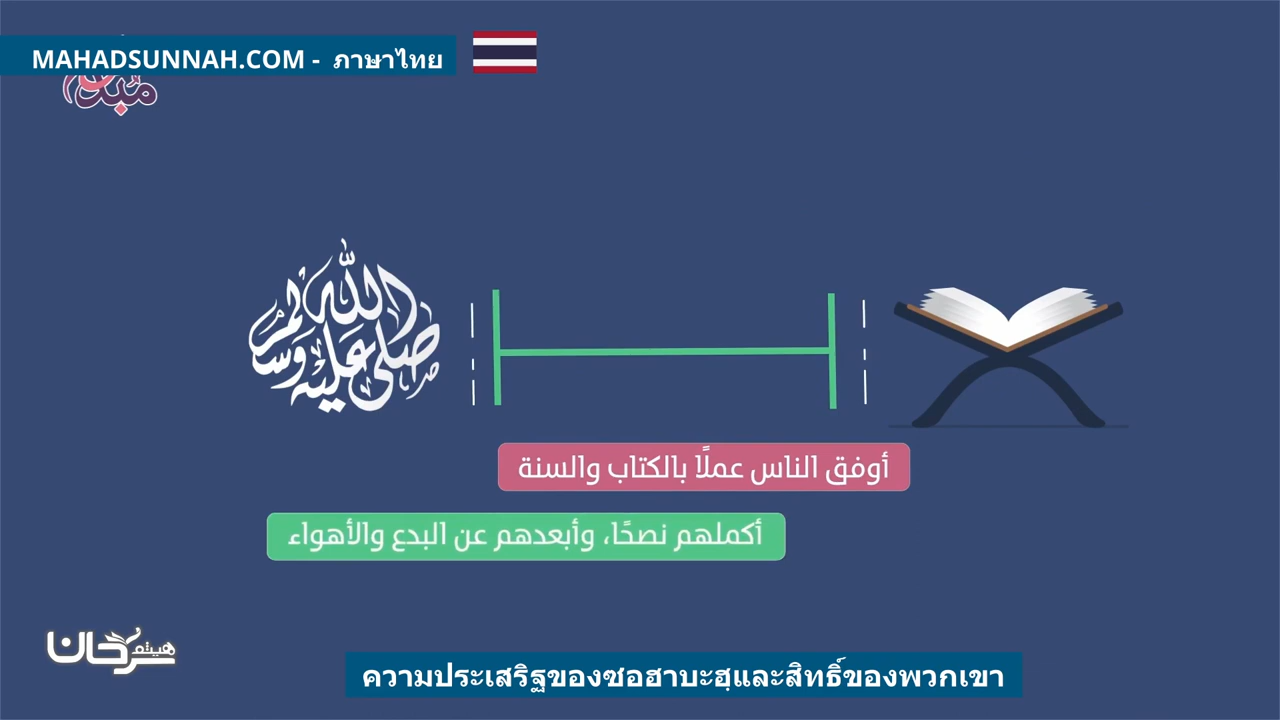 MAHADSUNNAH.COM - ภาษาไทย
صلى الله عليه وسلم
أوفق الناس عملًا بالكتاب والسنة
أكملهم نصحًا، وأبعدهم عن البدع والأهواء
هيثم سرحان
ความประเสริฐของซอฮาบะฮฺและสิทธิ์ของพวกเขา